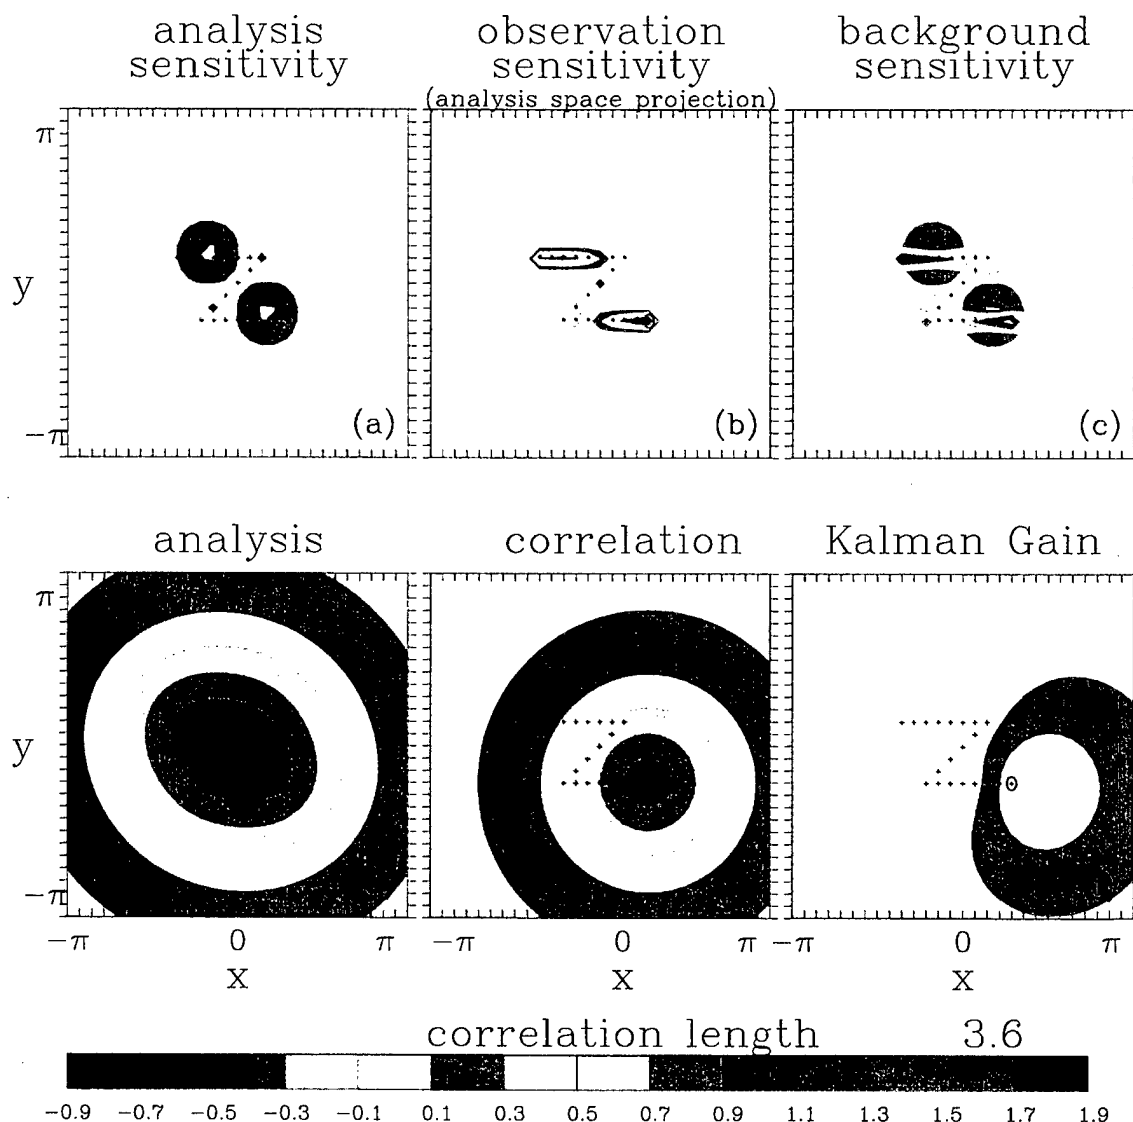 analysis sensitivity
observation sensitivity
(analysis space projection)
background sensitivity
π
y
-π
(a)
(b)
(c)
analysis
correlation
Kalman Gain
π
y
-π
0
-π 0 π
-π 0 π
-π 0 π
x
x
x
correlation length 3.6
-0.9 -0.7 -0.5 -0.3 -0.1 0.1 0.3 0.5 0.7 0.9 1.1 1.3 1.5 1.7 1.9